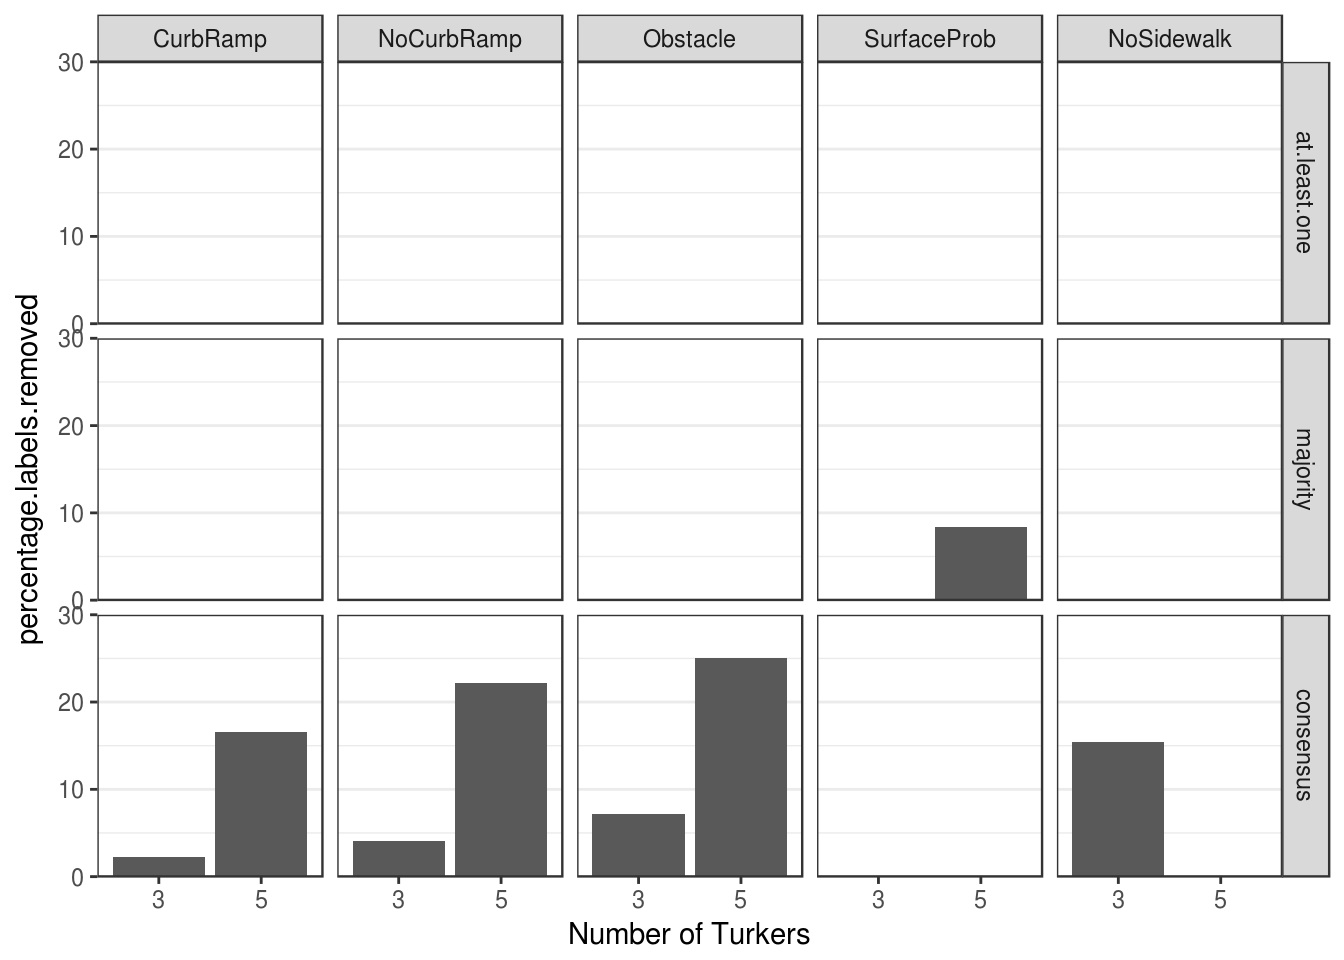 CurbRamp NoCurbRamp Obstacle SurfaceProb NoSidewalk
30
20
10
0
at.least.one
30
20
10
0
majority
30
20
10
0
consensus
3 5 3 5 3 5 3 5 3 5
Number of Turkers
percentage.labels.removed